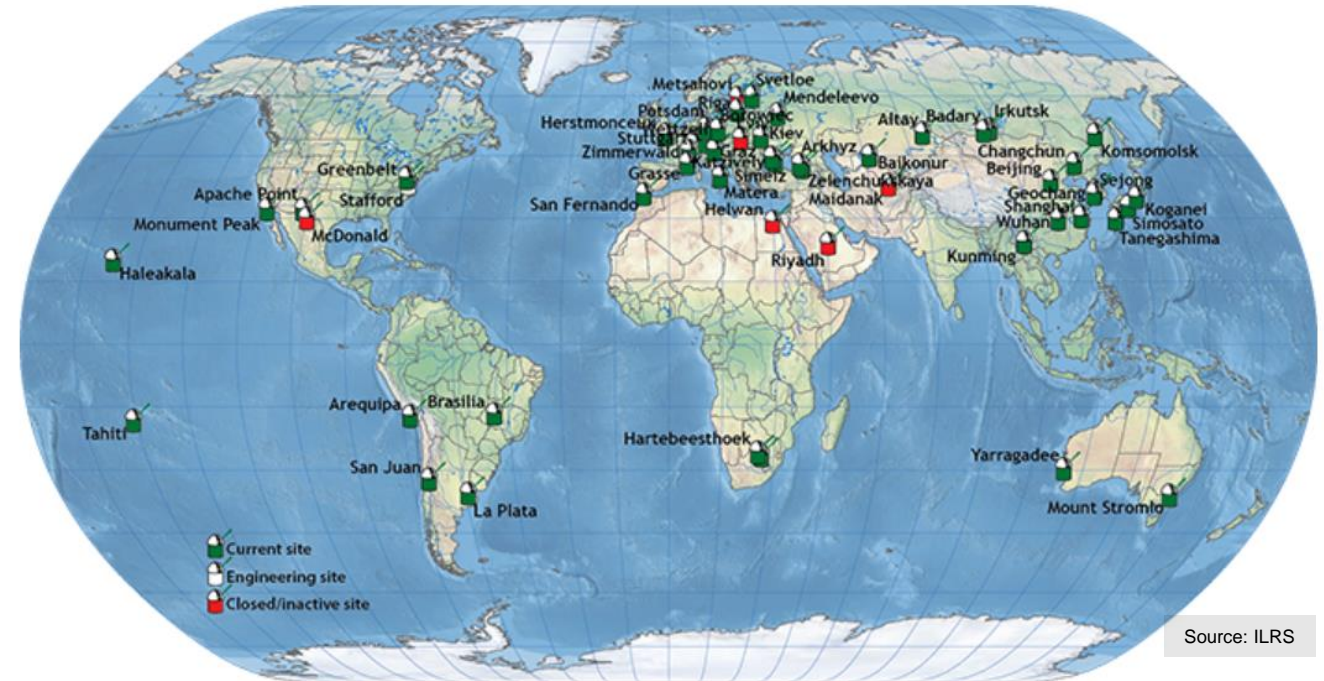 Metsahovi
Svetloe
Riga
Mendeleevo
Potsdam
Borowiec
Herstmonceux
Altay
Badary
Irkutsk
Kiev
Stuttgart
Zimmerwald
Graz
Arkhyz
Changchun
Komsomolsk
Katzively
Baikonur
Beijing
Greenbelt
Grasse
Simeiz
Zelenchukskaya
Sejong
Apache Point
Stafford
Matera
Maidanak
Geochang
San Fernando
Helwan
Shanghai
Koganei
Monument Peak
McDonald
Wuhan
Simosato
Tanegashima
Haleakala
Riyadh
Kunming
Arequipa
Brasilia
Tahiti
Hartebeesthoek
Yarragadee
San Juan
La Plata
Mount Stromlo
Current site
Engineering site
Closed/inactive site
Source: ILRS